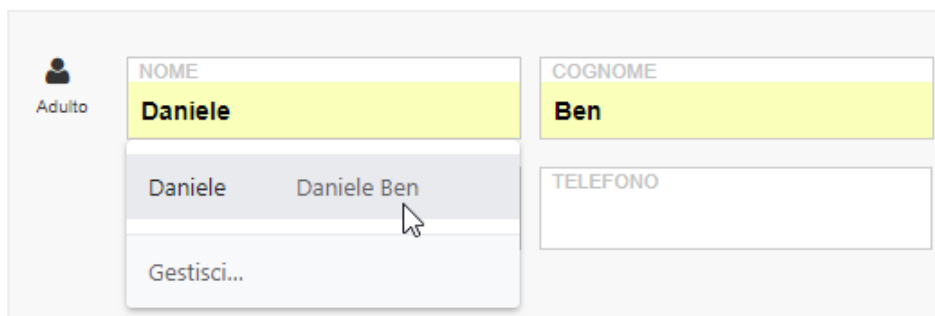 NOME
COGNOME
Adulto
Daniele
Ben
Daniele Daniele Ben
TELEFONO
Gestisci...